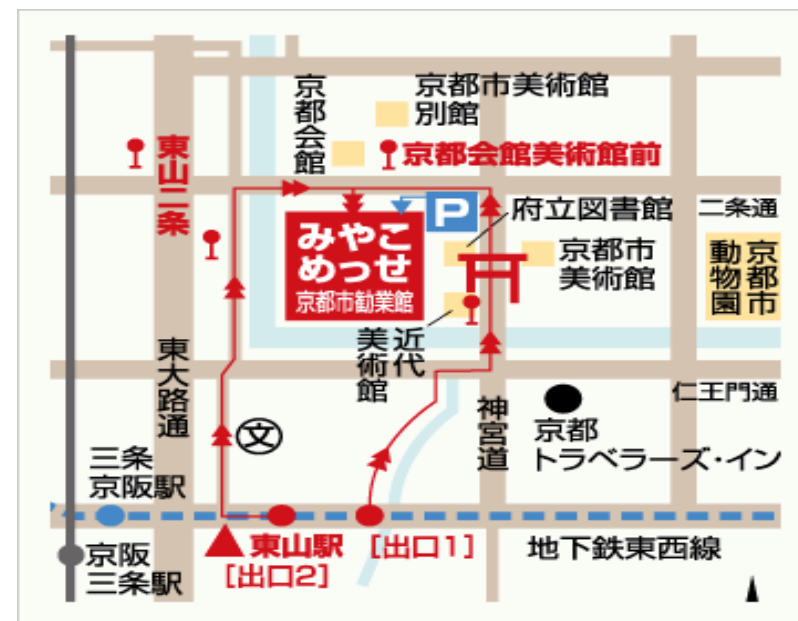 京都会館
京都市美術館
別館
京都会館美術館前
東山二条
P
府立図書館
二条通
みやこ
めっせ
京都市勧業館
京都市
美術館
京都市
動物園
近代
美術館
東大路通
仁王門通
文
神宮道
京都
トラベラーズ・イン
三条
京阪駅
東山駅
[出口1]
[出口2]
地下鉄東西線
京阪
三条駅